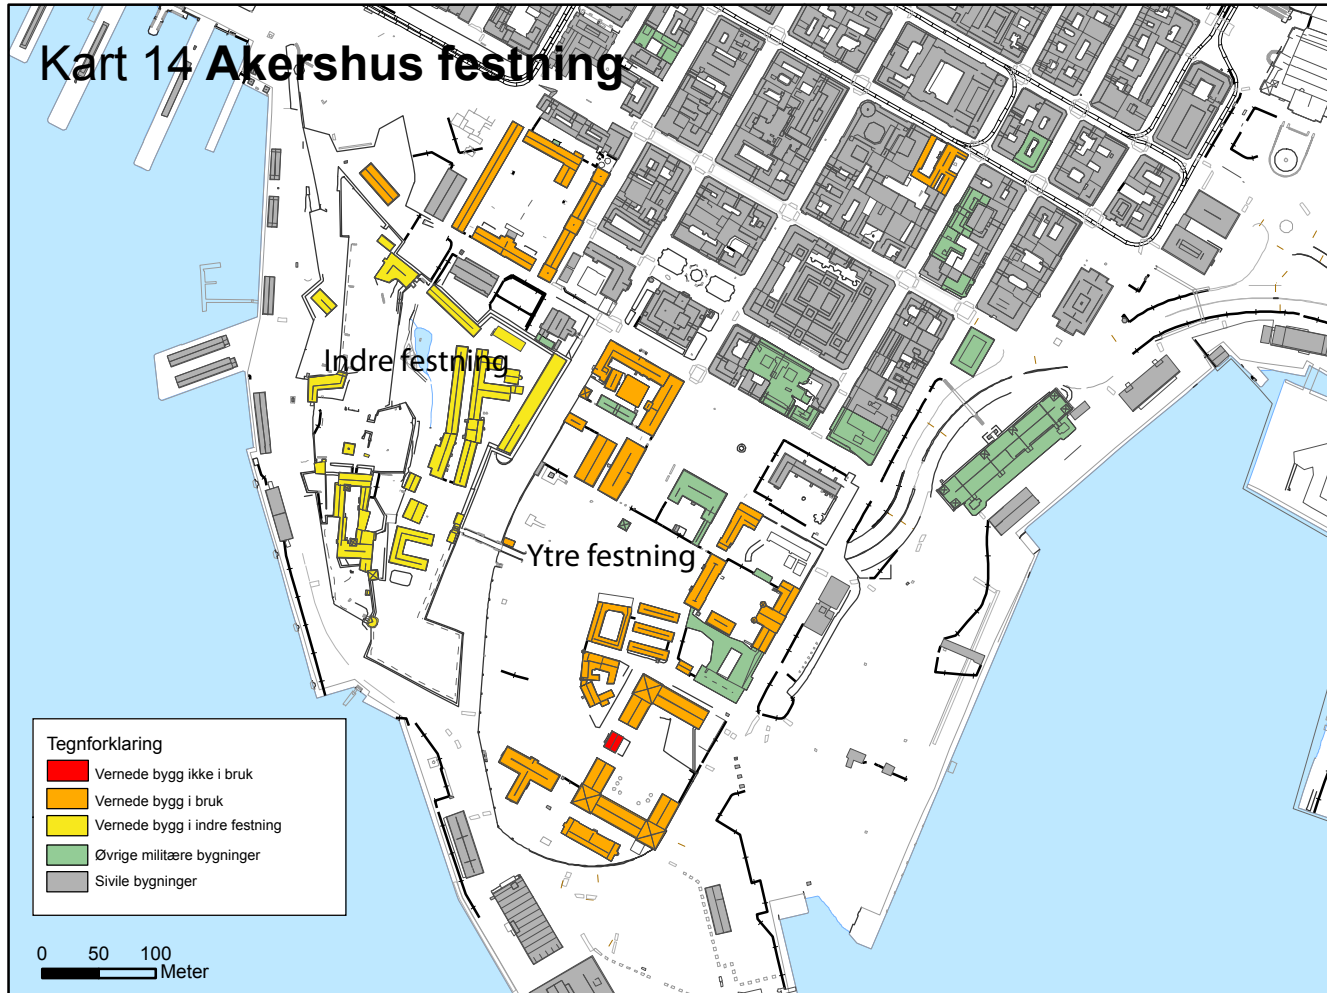 Kart 14 Akershus festning
Indre festning
Ytre festning
Tegnforklaring
Vernede bygg ikke i bruk
Vernede bygg i bruk
Vernede bygg i indre festning
Øvrige militære bygninger
Sivile bygninger
0 50 100
Meter